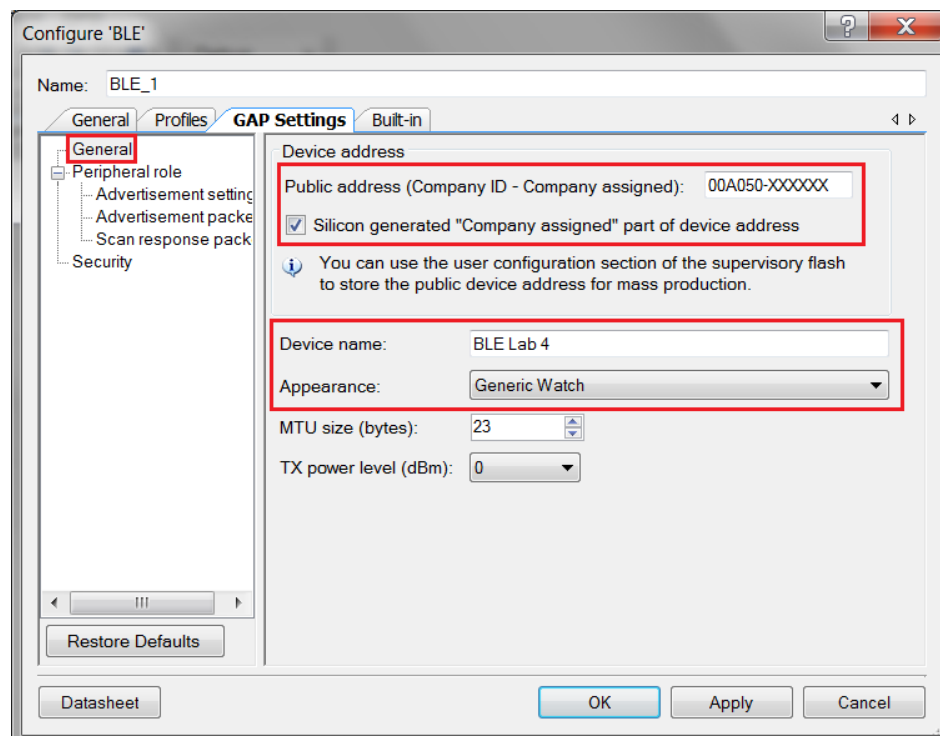 Configure 'BLE'
Name: BLE_1
General Profiles GAP Settings Built-in
General
Peripheral role
Advertisement setting
Advertisement packe
Scan response pack
Security
Restore Defaults
Device address
Public address (Company ID - Company assigned): 00A050-XXXXXX
Silicon generated "Company assigned" part of device address
You can use the user configuration section of the supervisory flash
to store the public device address for mass production.
Device name: BLE Lab 4
Appearance: Generic Watch
MTU size (bytes): 23
TX power level (dBm): 0
Datasheet OK Apply Cancel